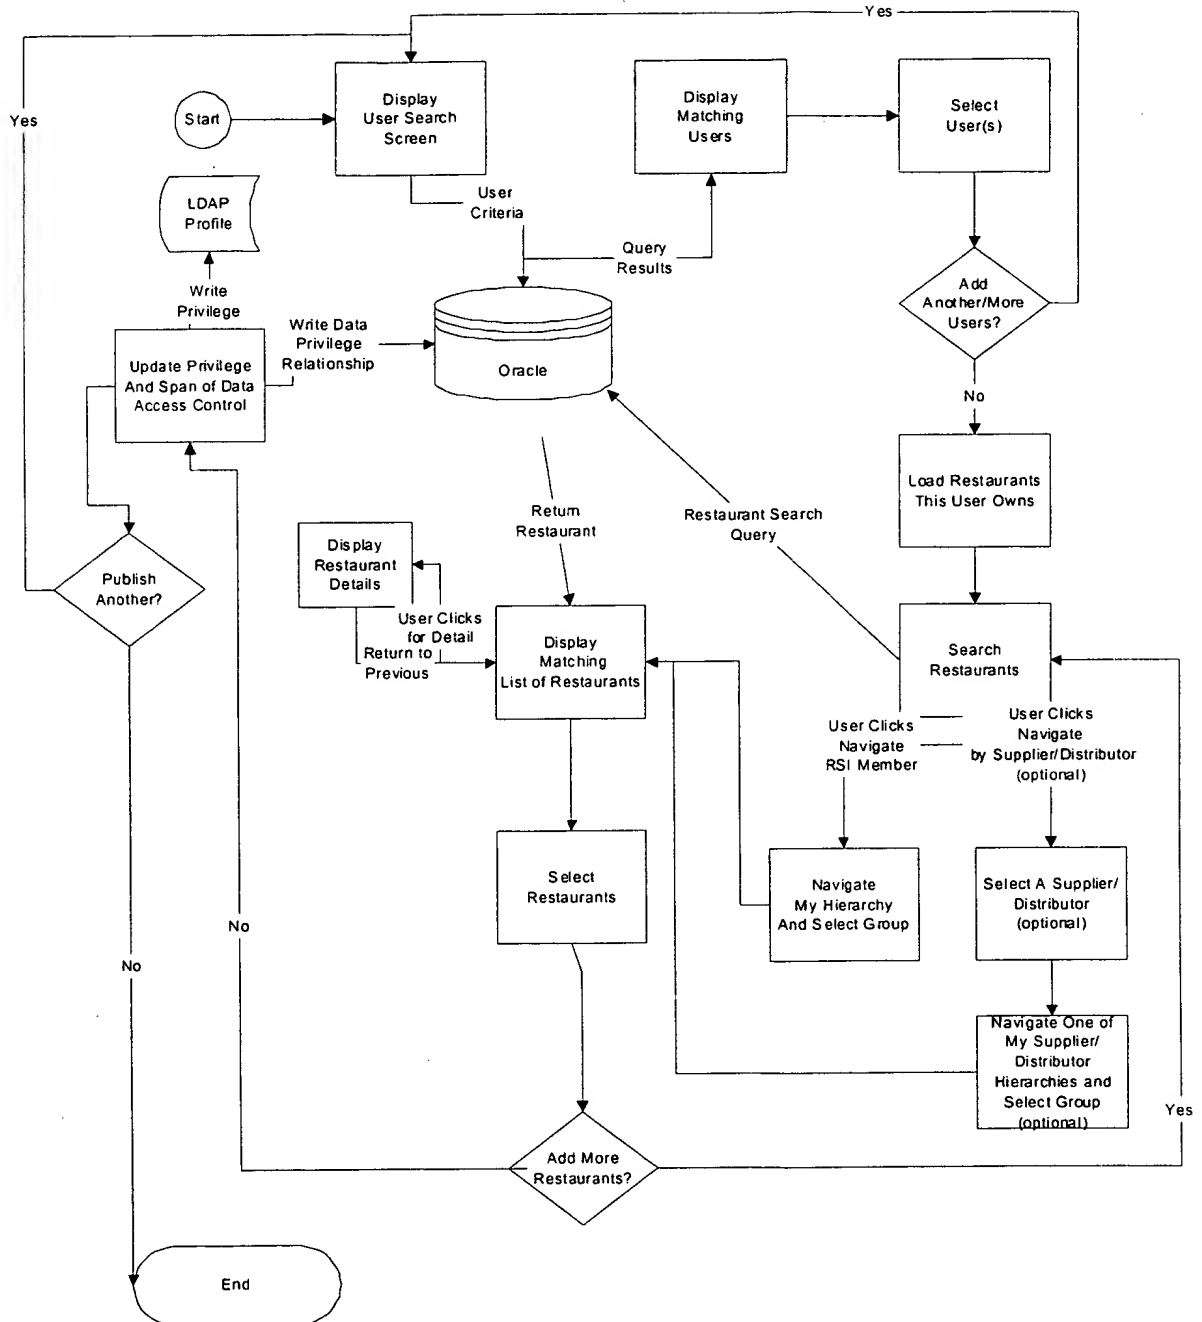 Yes
Yes
Start
Display
User Search
Screen
Display
Matching
Users
Select
User(s)
LDAP
Profile
User
Criteria
Query
Results
Add
Another/More
Users?
Write
Privilege
Write Data
Privilege
Relationship
Update Privilege
And Span of Data
Access Control
Oracle
No
Load Restaurants
This User Owns
Return
Restaurant
Restaurant Search
Query
Display
Restaurant
Details
Publish
Another?
User Clicks
for Detail
Return to
Previous
Display
Matching
List of Restaurants
Search
Restaurants
User Clicks
Navigate
RSI Member
User Clicks
Navigate
by Supplier/Distributor
(optional)
Select
Restaurants
Navigate
My Hierarchy
And Select Group
Select A Supplier/
Distributor
(optional)
No
No
Navigate One of
My Supplier/
Distributor
Hierarchies and
Select Group
(optional)
Yes
Add More
Restaurants?
End